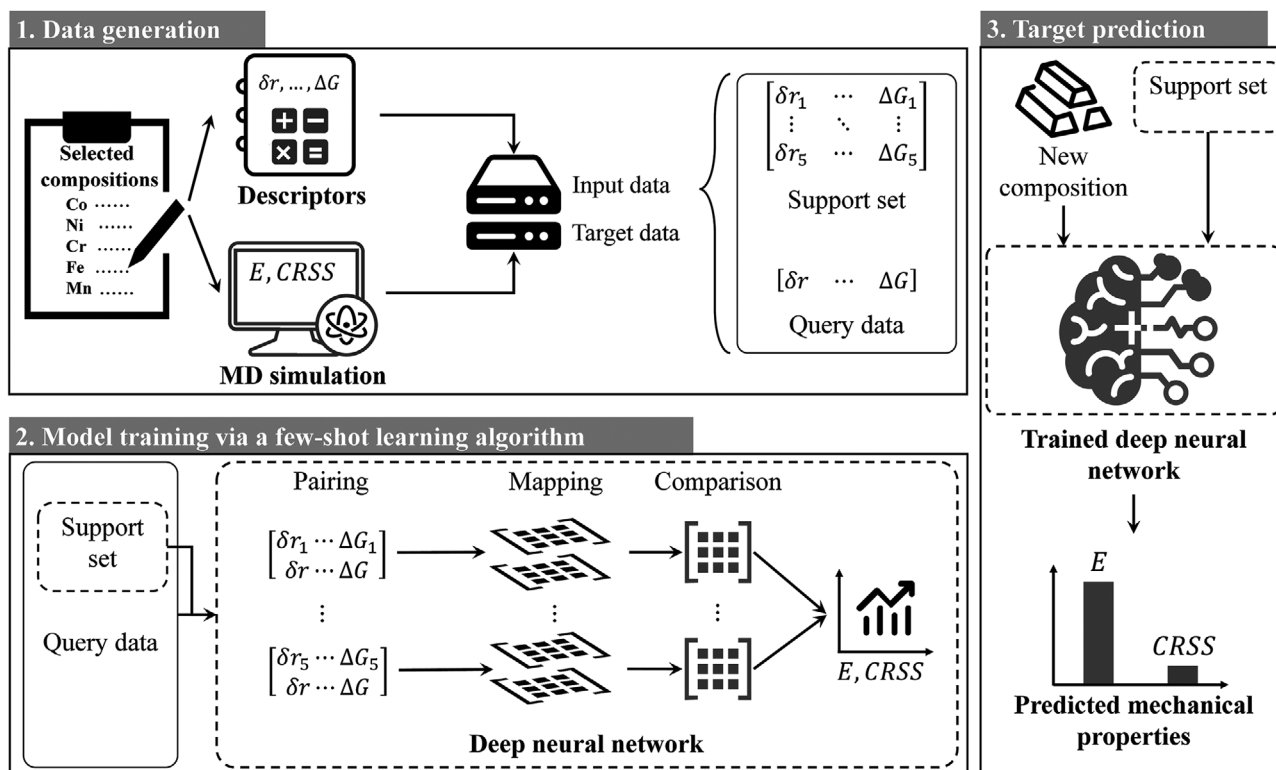 1. Data generation
Selected
compositions
Co ......
Ni ......
Cr ......
Fe ......
Mn ......
δr, ... , ΔG
+ −
× =
Descriptors
E, CRSS
MD simulation
Input data
Target data
[δr₁ ⋯ ΔG₁]
⋮ ⋱ ⋮
[δr₅ ⋯ ΔG₅]
Support set
[δr ⋯ ΔG]
Query data
2. Model training via a few-shot learning algorithm
Support
set
Query data
Pairing Mapping Comparison
[δr₁ ⋯ ΔG₁]
[δr ⋯ ΔG]
⋮ ⋮ ⋮
[δr₅ ⋯ ΔG₅]
[δr ⋯ ΔG]
E, CRSS
Deep neural network
3. Target prediction
Support set
New
composition
Trained deep neural
network
E
CRSS
Predicted mechanical
properties